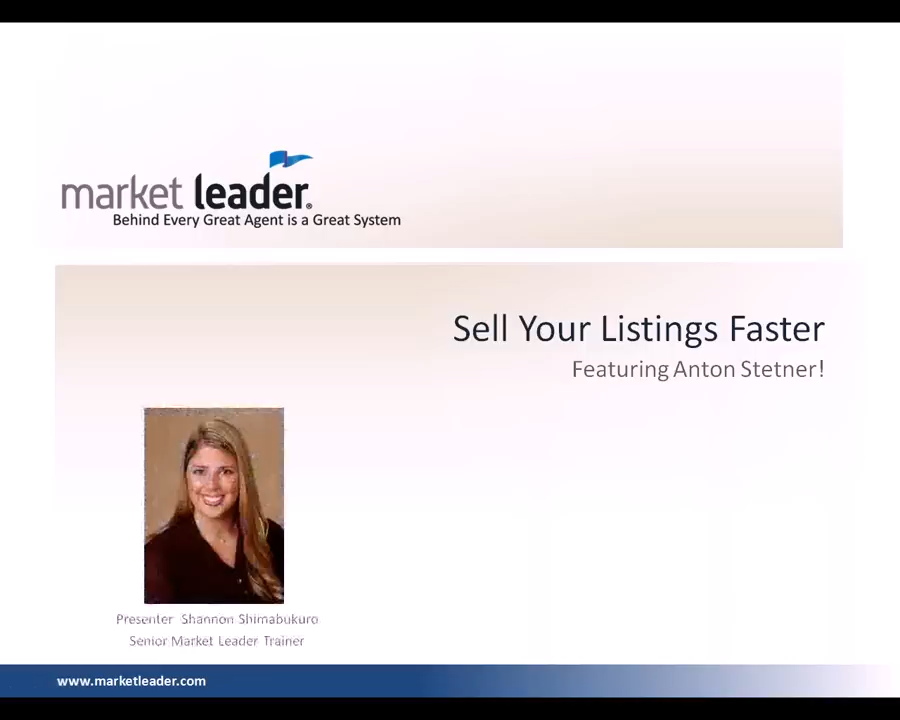 market leader®
Behind Every Great Agent is a Great System
Sell Your Listings Faster
Featuring Anton Stetner!
Presenter Shannon Shimabukuro
Senior Market Leader Trainer
www.marketleader.com